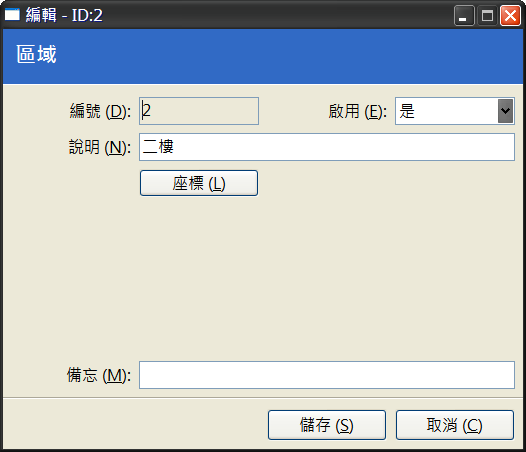 編輯 - ID:2
區域
編號 (D): 2 啟用 (E): 是
說明 (N): 二樓
座標 (L)
備忘 (M):
儲存 (S) 取消 (C)